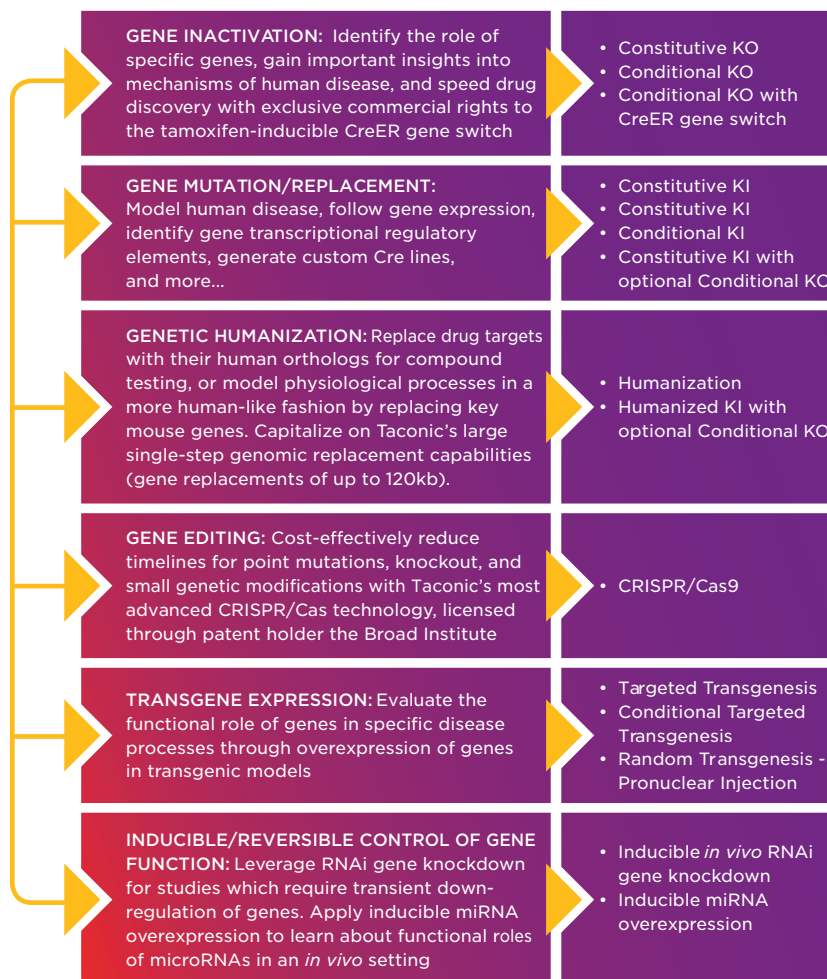 GENE INACTIVATION: Identify the role of
specific genes, gain important insights into
mechanisms of human disease, and speed drug
discovery with exclusive commercial rights to
the tamoxifen-inducible CreER gene switch
• Constitutive KO
• Conditional KO
• Conditional KO with
CreER gene switch
GENE MUTATION/REPLACEMENT:
Model human disease, follow gene expression,
identify gene transcriptional regulatory
elements, generate custom Cre lines,
and more...
• Constitutive KI
• Constitutive KI
• Conditional KI
• Constitutive KI with
optional Conditional KO
GENETIC HUMANIZATION: Replace drug targets
with their human orthologs for compound
testing, or model physiological processes in a
more human-like fashion by replacing key
mouse genes. Capitalize on Taconic's large
single-step genomic replacement capabilities
(gene replacements of up to 120kb).
• Humanization
• Humanized KI with
optional Conditional KO
GENE EDITING: Cost-effectively reduce
timelines for point mutations, knockout, and
small genetic modifications with Taconic's most
advanced CRISPR/Cas technology, licensed
through patent holder the Broad Institute
• CRISPR/Cas9
TRANSGENE EXPRESSION: Evaluate the
functional role of genes in specific disease
processes through overexpression of genes
in transgenic models
• Targeted Transgenesis
• Conditional Targeted
Transgenesis
• Random Transgenesis -
Pronuclear Injection
INDUCIBLE/REVERSIBLE CONTROL OF GENE
FUNCTION: Leverage RNAi gene knockdown
for studies which require transient down-
regulation of genes. Apply inducible miRNA
overexpression to learn about functional roles
of microRNAs in an in vivo setting
• Inducible in vivo RNAi
gene knockdown
• Inducible miRNA
overexpression